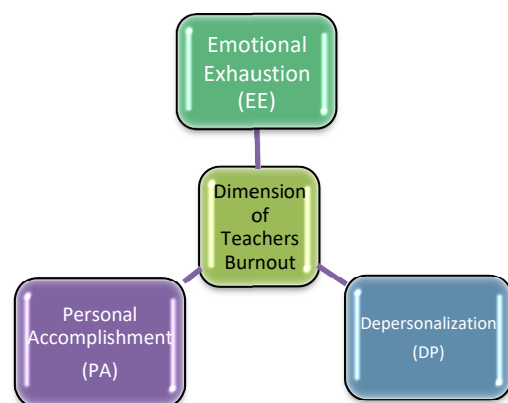 Emotional
Exhaustion
(EE)
Dimension
of
Teachers
Burnout
Personal
Accomplishment
(PA)
Depersonalization
(DP)